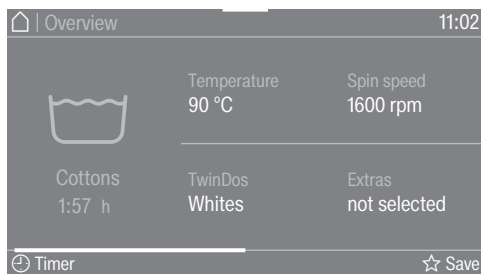 | Overview 11:02
Temperature Spin speed
90 °C 1600 rpm
Cottons TwinDos Extras
1:57 h Whites not selected
Timer Save